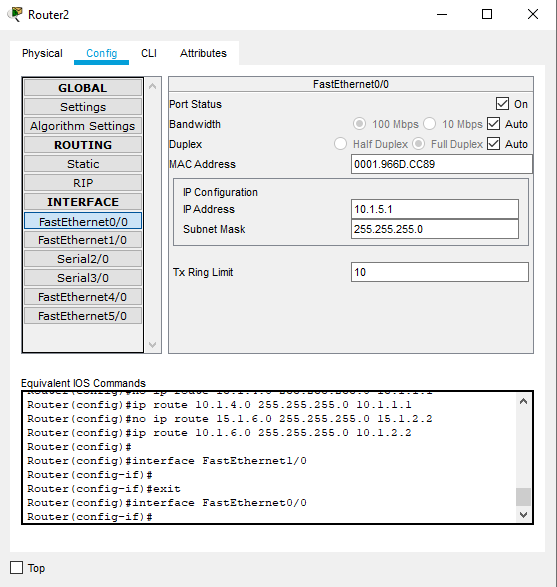 Router2
Physical Config CLI Attributes
GLOBAL
Settings
Algorithm Settings
ROUTING
Static
RIP
INTERFACE
FastEthernet0/0
FastEthernet1/0
Serial2/0
Serial3/0
FastEthernet4/0
FastEthernet5/0
FastEthernet0/0
Port Status On
Bandwidth 100 Mbps 10 Mbps Auto
Duplex Half Duplex Full Duplex Auto
MAC Address 0001.966D.CC89
IP Configuration
IP Address 10.1.5.1
Subnet Mask 255.255.255.0
Tx Ring Limit 10
Equivalent IOS Commands
Router(config)#ip route 10.1.4.0 255.255.255.0 10.1.1.1
Router(config)#no ip route 15.1.6.0 255.255.255.0 15.1.2.2
Router(config)#ip route 10.1.6.0 255.255.255.0 10.1.2.2
Router(config)#
Router(config)#interface FastEthernet1/0
Router(config-if)#
Router(config-if)#exit
Router(config)#interface FastEthernet0/0
Router(config-if)#
Top